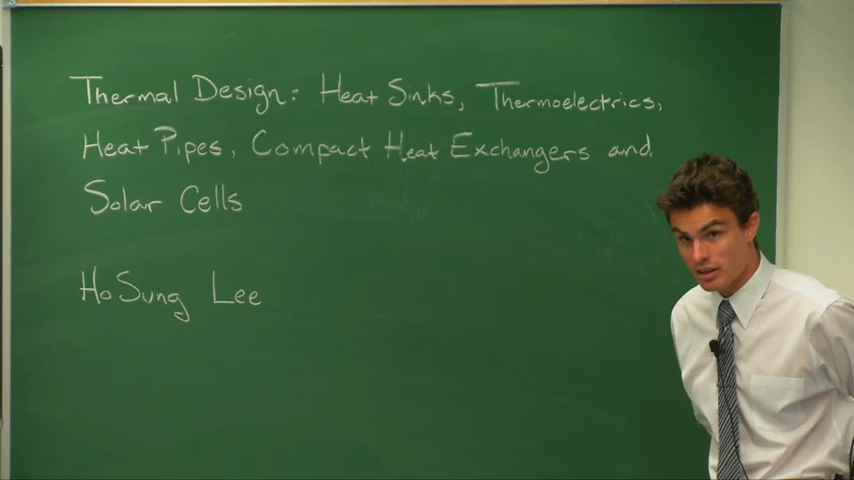 Thermal Design: Heat Sinks, Thermoelectrics,
Heat Pipes, Compact Heat Exchangers and
Solar Cells
HoSung Lee